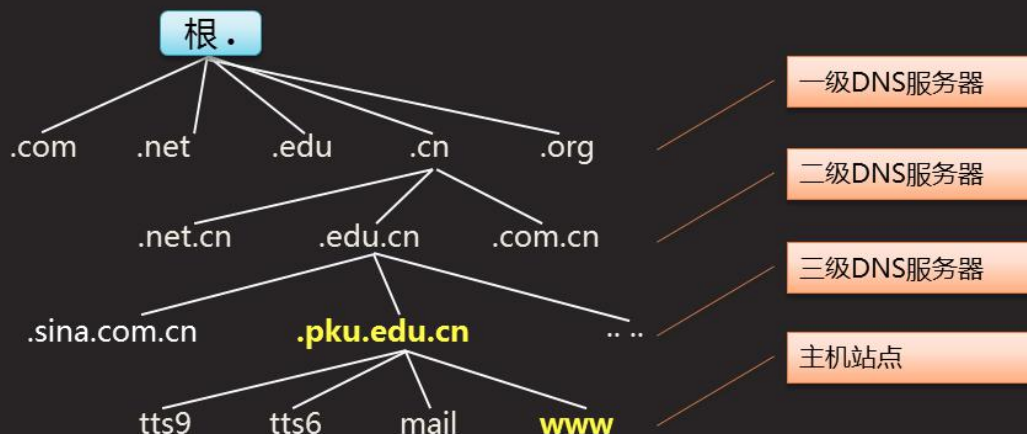 根 .
一级DNS服务器
.com .net .edu .cn .org
二级DNS服务器
.net.cn .edu.cn .com.cn
三级DNS服务器
.sina.com.cn .pku.edu.cn .. ..
主机站点
tts9 tts6 mail www